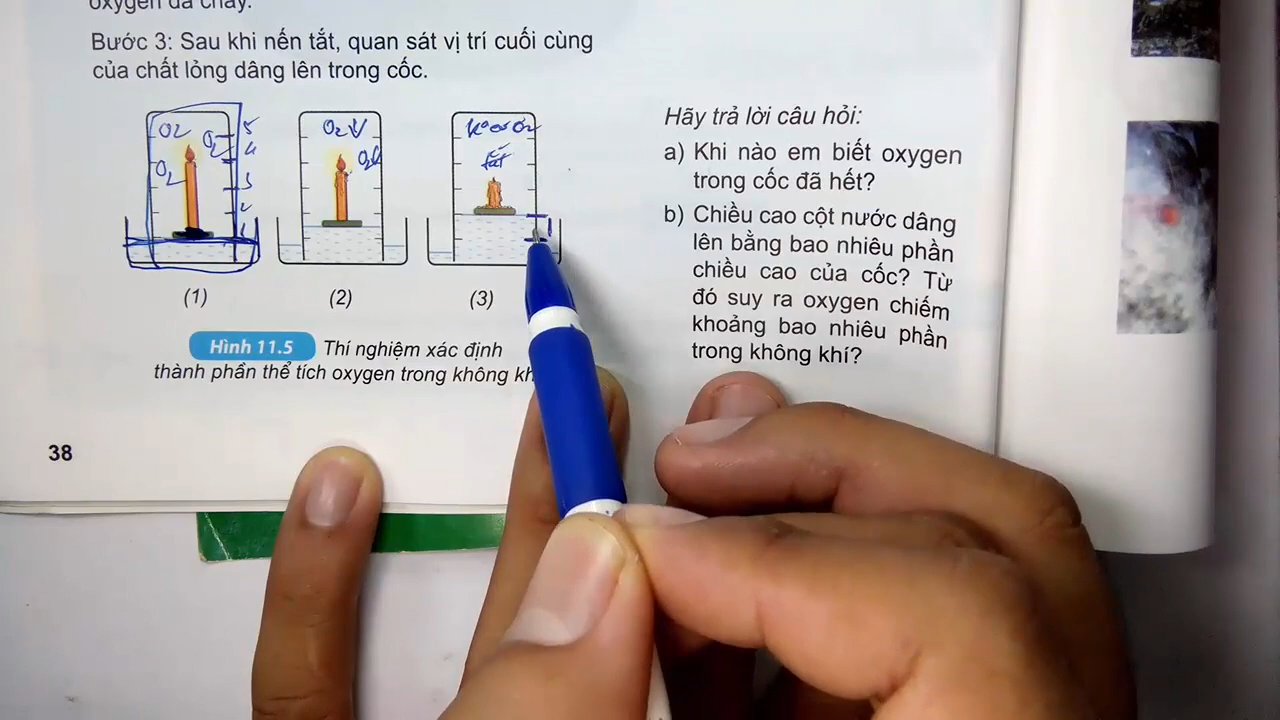 oxygen đã cháy.
Bước 3: Sau khi nến tắt, quan sát vị trí cuối cùng
của chất lỏng dâng lên trong cốc.
O2
O2
O2
5
4
3
2
1
O2
O2
tắt
(1)
(2)
(3)
Hình 11.5 Thí nghiệm xác định
thành phần thể tích oxygen trong không
38
Hãy trả lời câu hỏi:
a) Khi nào em biết oxygen
trong cốc đã hết?
b) Chiều cao cột nước dâng
lên bằng bao nhiêu phần
chiều cao của cốc? Từ
đó suy ra oxygen chiếm
khoảng bao nhiêu phần
trong không khí?